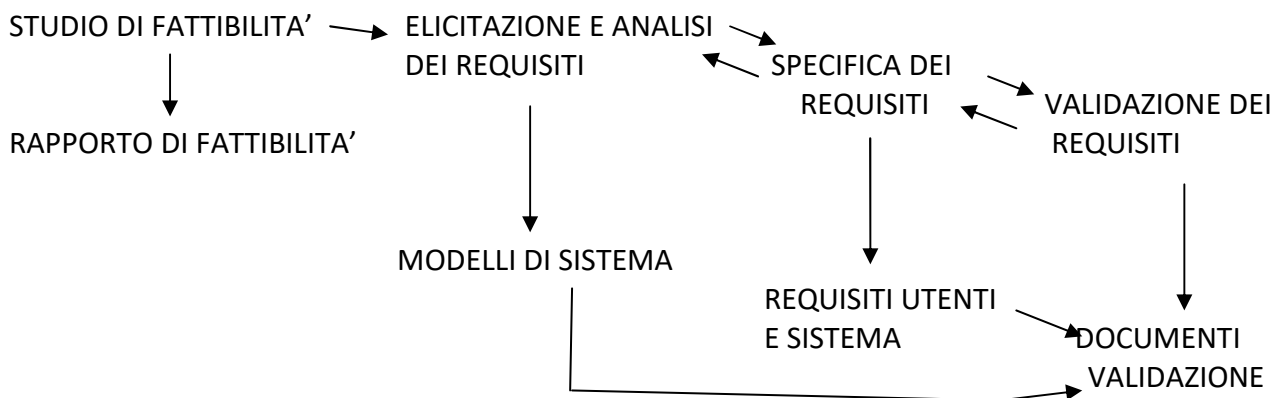 STUDIO DI FATTIBILITA’
ELICITAZIONE E ANALISI
DEI REQUISITI
SPECIFICA DEI
REQUISITI
VALIDAZIONE DEI
REQUISITI
RAPPORTO DI FATTIBILITA’
MODELLI DI SISTEMA
REQUISITI UTENTI
E SISTEMA
DOCUMENTI
VALIDAZIONE